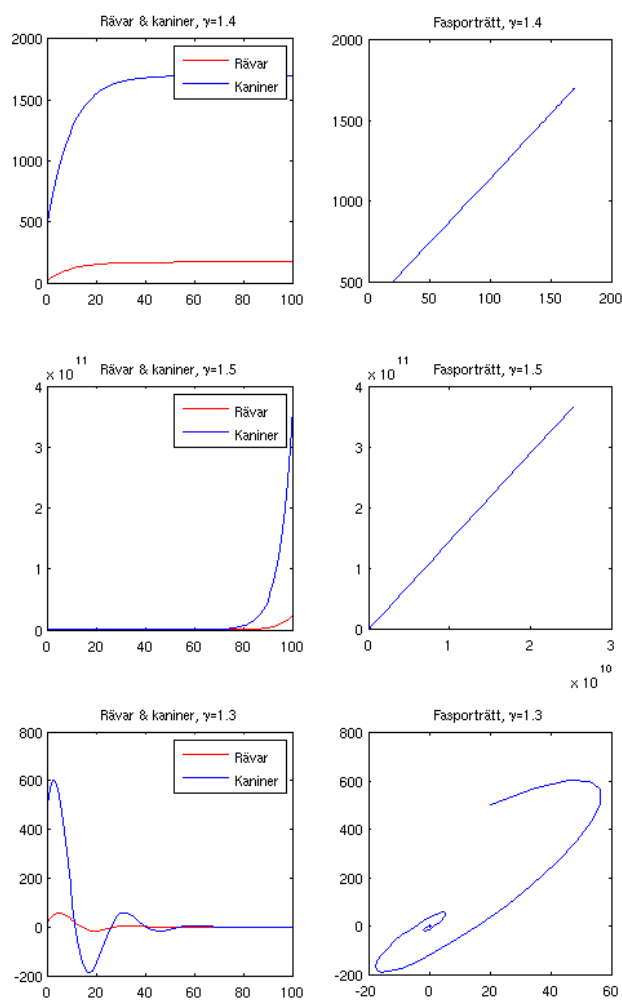 Rävar & kaniner, γ=1.4
Rävar
Kaniner
2000
1500
1000
500
0
0 20 40 60 80 100
Fasporträtt, γ=1.4
2000
1500
1000
500
0 50 100 150 200
Rävar & kaniner, γ=1.5
x 10^11
Rävar
Kaniner
4
3
2
1
0
0 20 40 60 80 100
Fasporträtt, γ=1.5
x 10^11
4
3
2
1
0
0 1 2 3
x 10^10
Rävar & kaniner, γ=1.3
Rävar
Kaniner
800
600
400
200
0
-200
0 20 40 60 80 100
Fasporträtt, γ=1.3
800
600
400
200
0
-200
-20 0 20 40 60